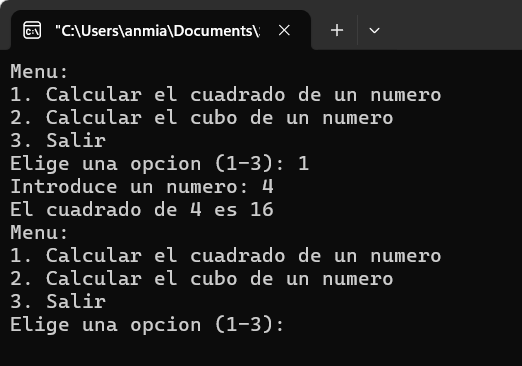 "C:\Users\anmia\Documents\
Menu:
1. Calcular el cuadrado de un numero
2. Calcular el cubo de un numero
3. Salir
Elige una opcion (1-3): 1
Introduce un numero: 4
El cuadrado de 4 es 16
Menu:
1. Calcular el cuadrado de un numero
2. Calcular el cubo de un numero
3. Salir
Elige una opcion (1-3):